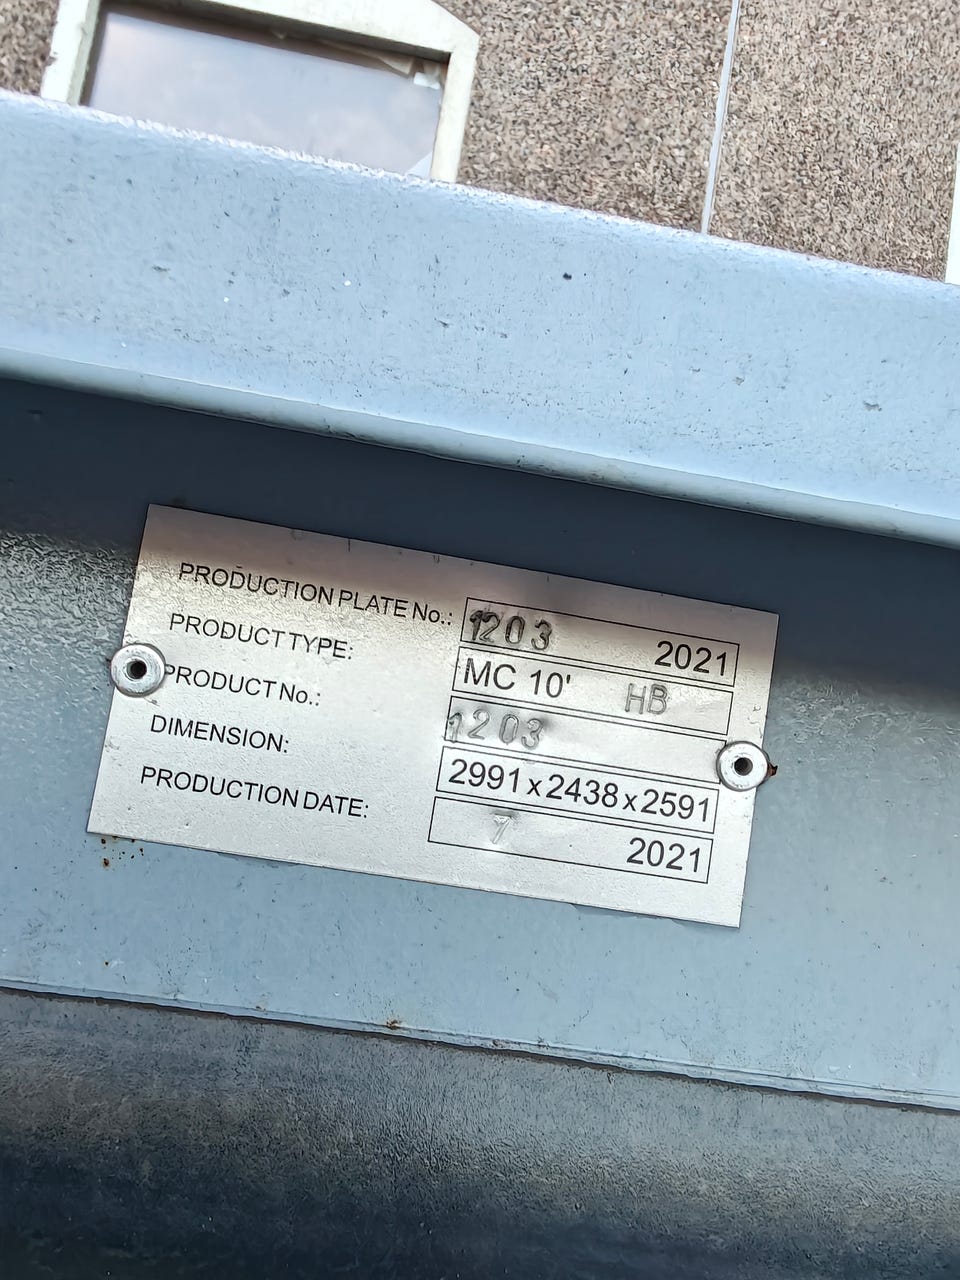 PRODUCTION PLATE No.: 1203 2021
PRODUCT TYPE: MC 10' HB
PRODUCT No.: 1203
DIMENSION: 2991 x 2438 x 2591
PRODUCTION DATE: 7 2021